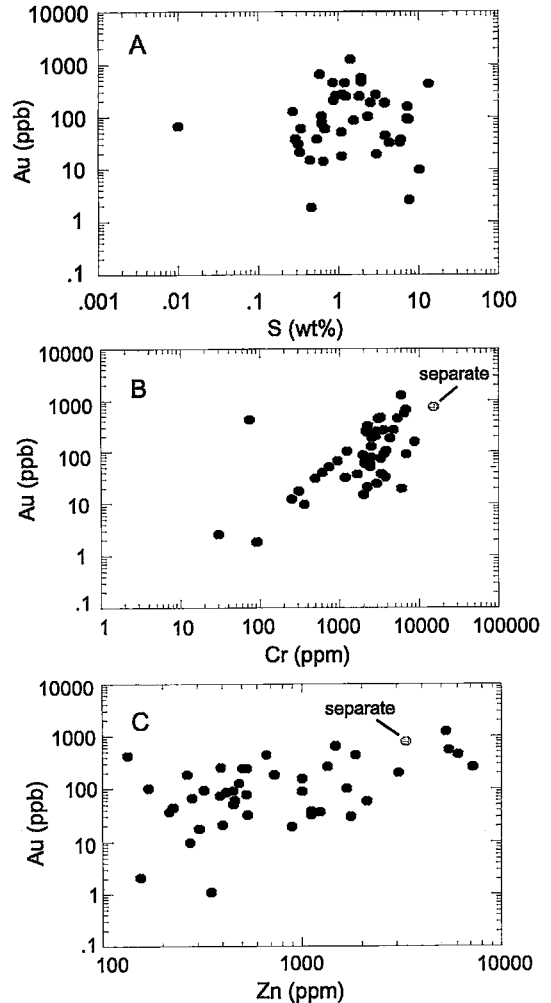 A
10000
1000
100
10
1
.1
Au (ppb)
.001 .01 .1 1 10 100
S (wt%)
B
separate
10000
1000
100
10
1
.1
Au (ppb)
1 10 100 1000 10000 100000
Cr (ppm)
C
separate
10000
1000
100
10
1
.1
Au (ppb)
100 1000 10000
Zn (ppm)